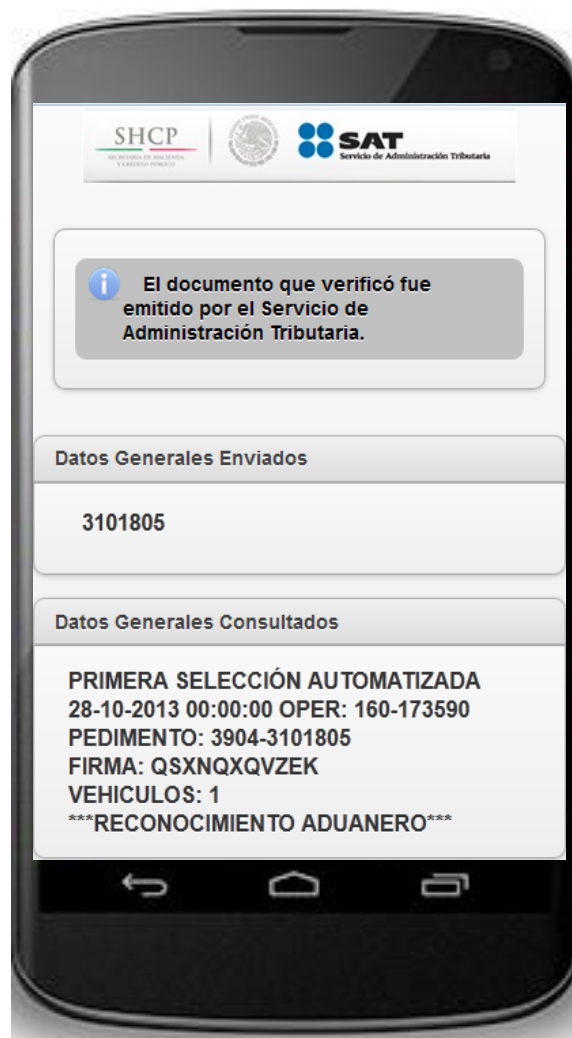 SHCP
SECRETARÍA DE HACIENDA
Y CRÉDITO PÚBLICO
SAT
Servicio de Administración Tributaria
El documento que verificó fue
emitido por el Servicio de
Administración Tributaria.
Datos Generales Enviados
3101805
Datos Generales Consultados
PRIMERA SELECCIÓN AUTOMATIZADA
28-10-2013 00:00:00 OPER: 160-173590
PEDIMENTO: 3904-3101805
FIRMA: QSXNQXQVZEK
VEHICULOS: 1
***RECONOCIMIENTO ADUANERO***